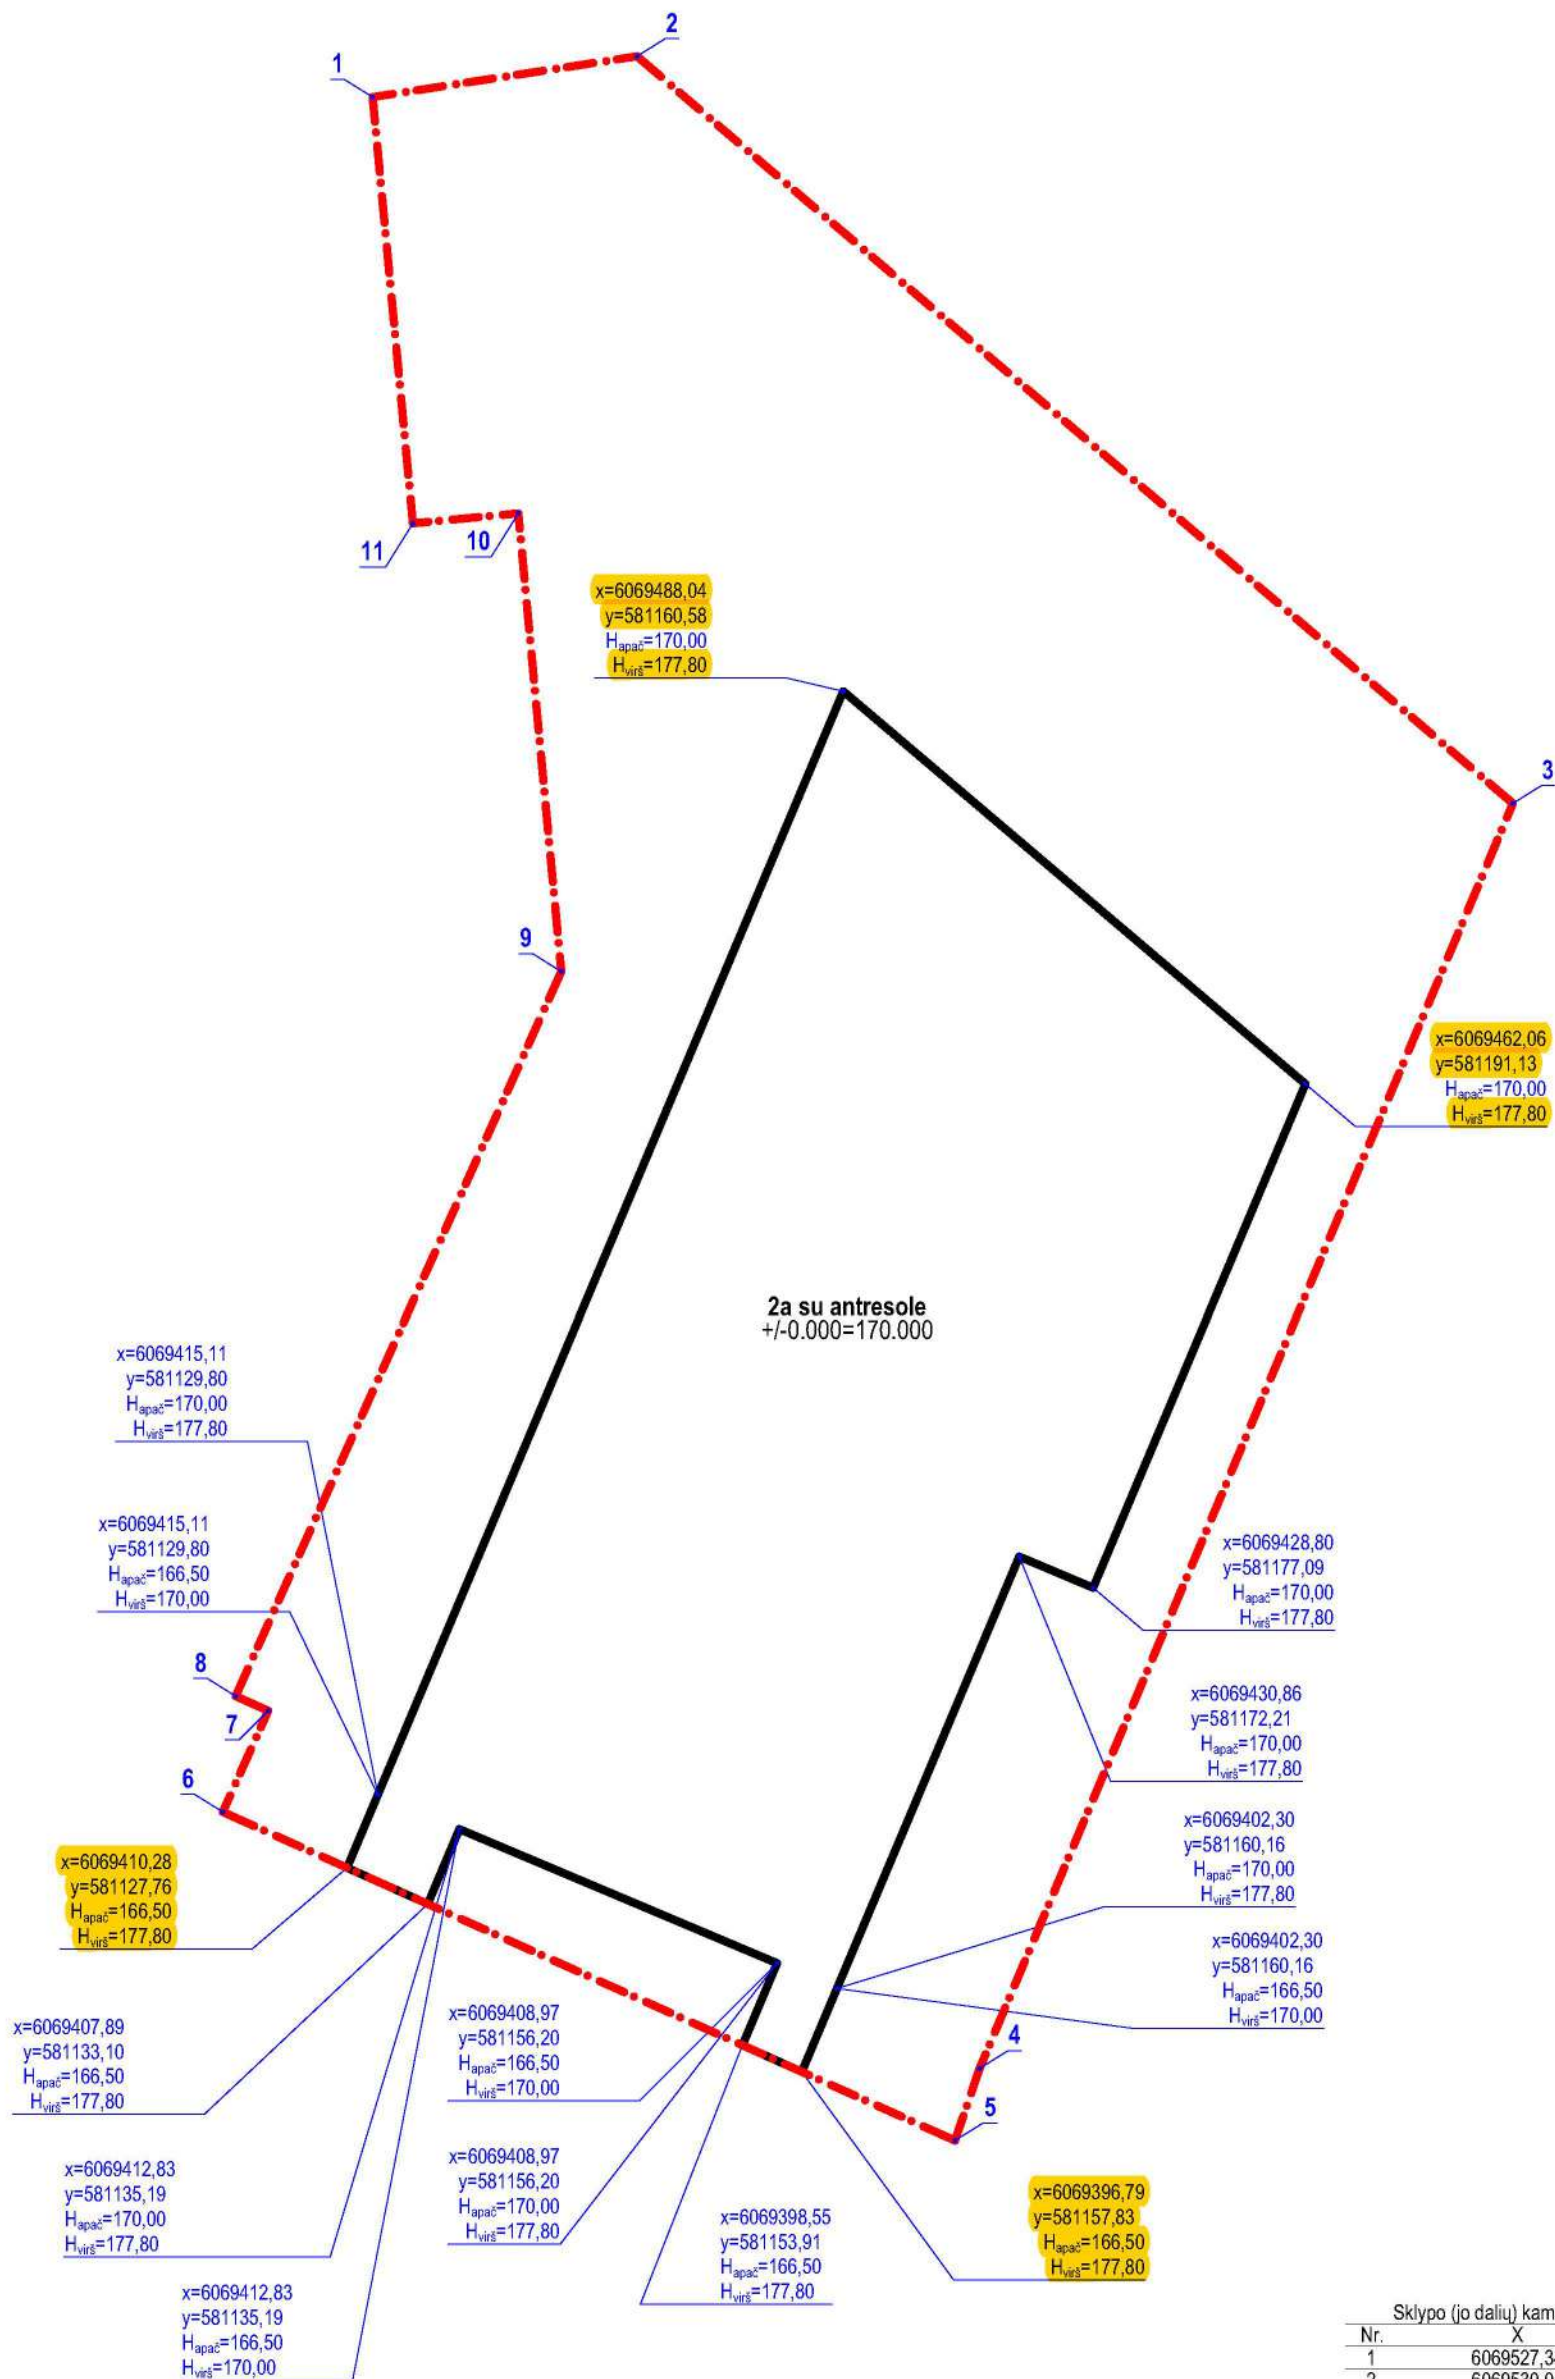 2
1
11
10
x=6069488,04
y=581160,58
Hapač=170,00
Hvirš=177,80
3
9
x=6069462,06
y=581191,13
Hapač=170,00
Hvirš=177,80
2a su antresole
+/-0.000=170.000
x=6069415,11
y=581129,80
Hapač=170,00
Hvirš=177,80
x=6069415,11
y=581129,80
Hapač=166,50
Hvirš=170,00
x=6069428,80
y=581177,09
Hapač=170,00
Hvirš=177,80
8
7
6
x=6069430,86
y=581172,21
Hapač=170,00
Hvirš=177,80
x=6069410,28
y=581127,76
Hapač=166,50
Hvirš=177,80
x=6069402,30
y=581160,16
Hapač=170,00
Hvirš=177,80
x=6069402,30
y=581160,16
Hapač=166,50
Hvirš=170,00
x=6069407,89
y=581133,10
Hapač=166,50
Hvirš=177,80
x=6069408,97
y=581156,20
Hapač=166,50
Hvirš=170,00
4
5
x=6069412,83
y=581135,19
Hapač=170,00
Hvirš=177,80
x=6069408,97
y=581156,20
Hapač=170,00
Hvirš=177,80
x=6069398,55
y=581153,91
Hapač=166,50
Hvirš=177,80
x=6069396,79
y=581157,83
Hapač=166,50
Hvirš=177,80
x=6069412,83
y=581135,19
Hapač=166,50
Hvirš=170,00
Sklypo (jo dalių) kam
Nr. X
1 6069527,3
2